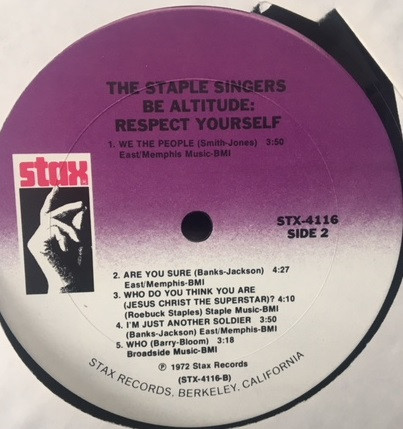 THE STAPLE SINGERS
BE ALTITUDE:
RESPECT YOURSELF
1. WE THE PEOPLE (Smith-Jones) 3:50
East/Memphis Music-BMI
stax
STX-4116
SIDE 2
2. ARE YOU SURE (Banks-Jackson) 4:27
East/Memphis-BMI
3. WHO DO YOU THINK YOU ARE
(JESUS CHRIST THE SUPERSTAR)? 4:10
(Roebuck Staples) Staple Music-BMI
4. I'M JUST ANOTHER SOLDIER 3:50
(Banks-Jackson) East/Memphis-BMI
5. WHO (Barry-Bloom) 3:18
Broadside Music-BMI
℗ 1972 Stax Records
(STX-4116-B)
STAX RECORDS, BERKELEY, CALIFORNIA